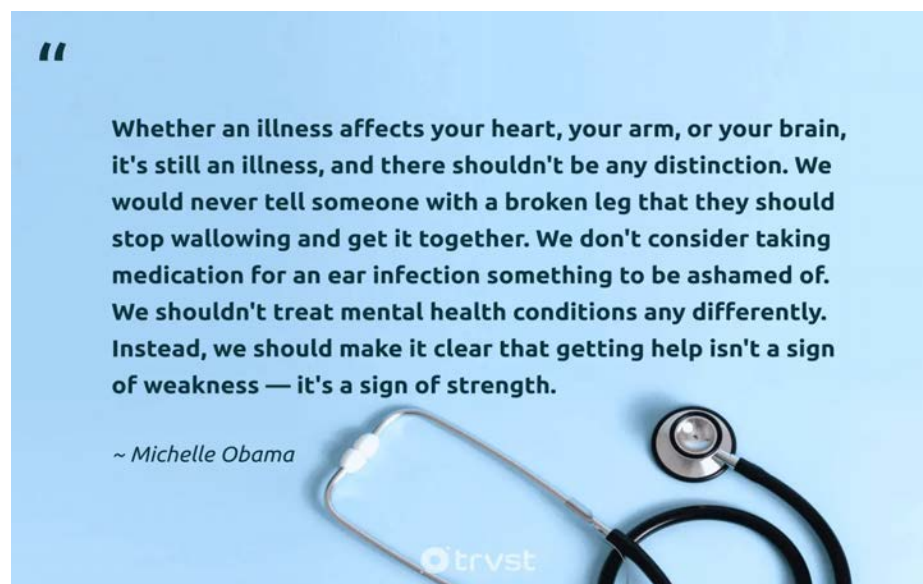 “
Whether an illness affects your heart, your arm, or your brain,
it's still an illness, and there shouldn't be any distinction. We
would never tell someone with a broken leg that they should
stop wallowing and get it together. We don't consider taking
medication for an ear infection something to be ashamed of.
We shouldn't treat mental health conditions any differently.
Instead, we should make it clear that getting help isn't a sign
of weakness — it's a sign of strength.
~ Michelle Obama
trvst